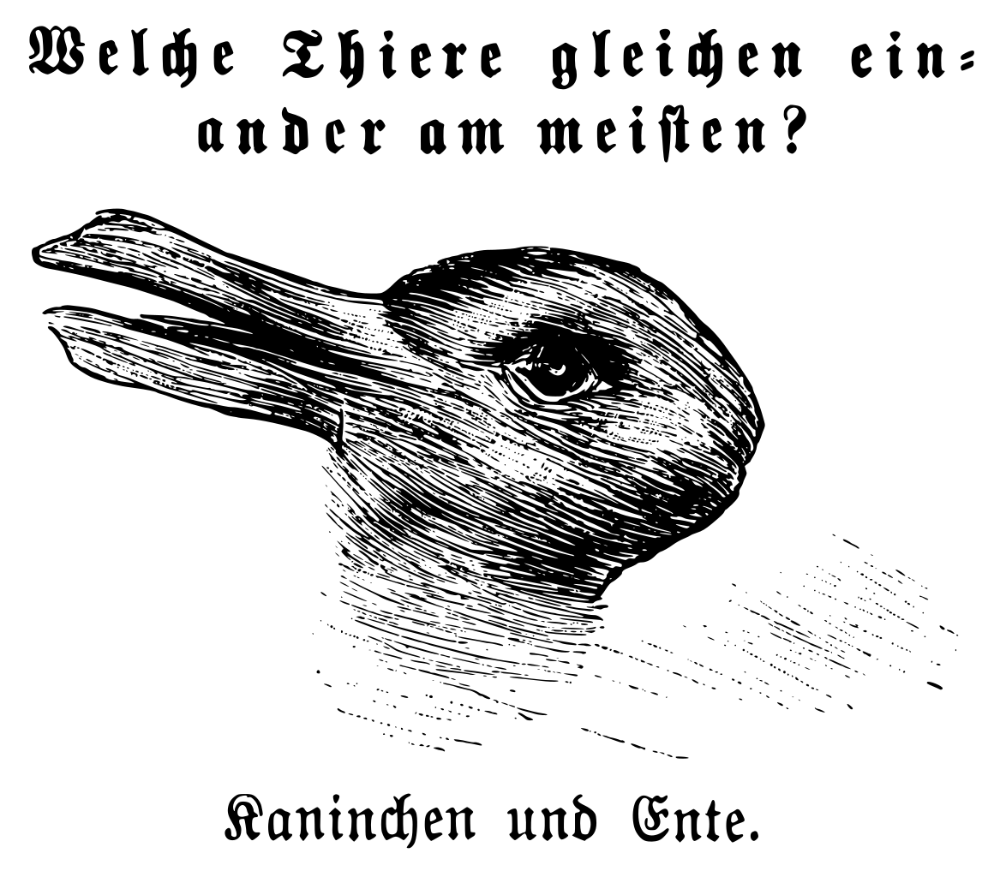 Welche Thiere gleichen ein-
ander am meisten?
Kaninchen und Ente.